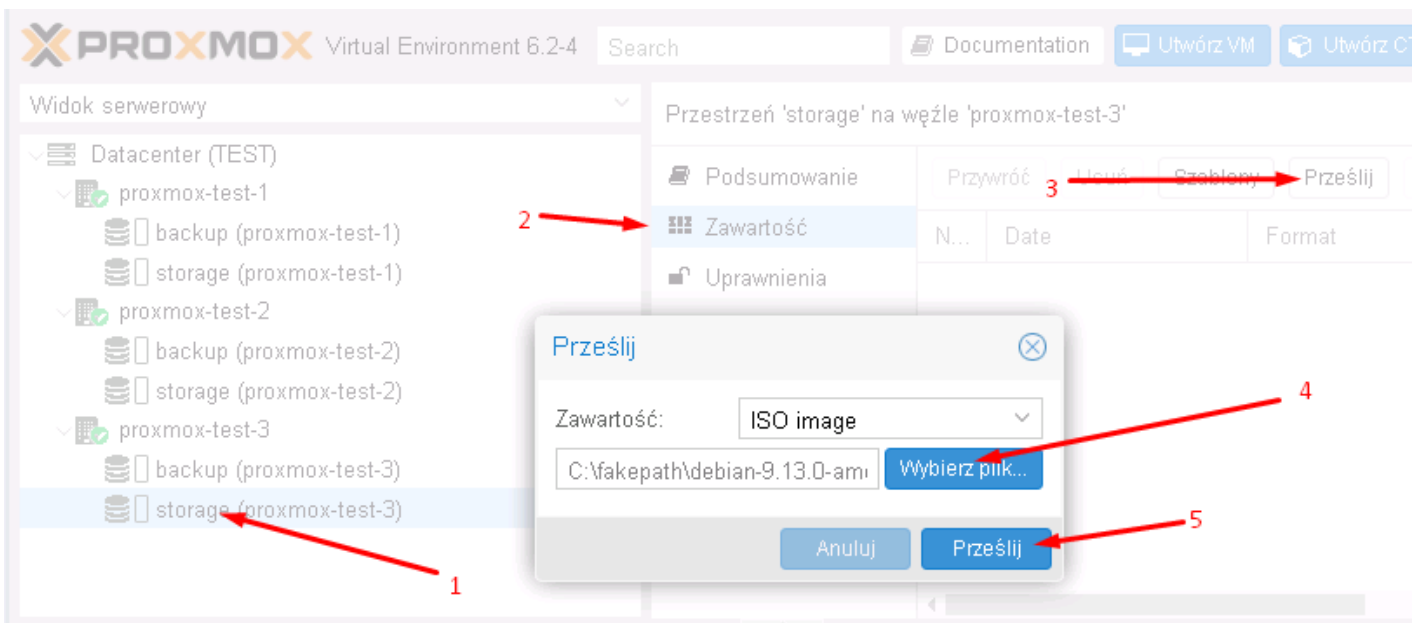 PROXMOX Virtual Environment 6.2-4 Search Documentation Utwórz VM Utwórz CT
Widok serwerowy
Przestrzeń 'storage' na węźle 'proxmox-test-3'
Datacenter (TEST)
proxmox-test-1
backup (proxmox-test-1)
storage (proxmox-test-1)
proxmox-test-2
backup (proxmox-test-2)
storage (proxmox-test-2)
proxmox-test-3
backup (proxmox-test-3)
storage (proxmox-test-3)
1
2
Podsumowanie
Zawartość
Uprawnienia
Przywróć Usuń Szablony Prześlij
3
N... Date Format
Prześlij
Zawartość: ISO image
C:\fakepath\debian-9.13.0-am Wybierz plik...
4
Anuluj Prześlij
5